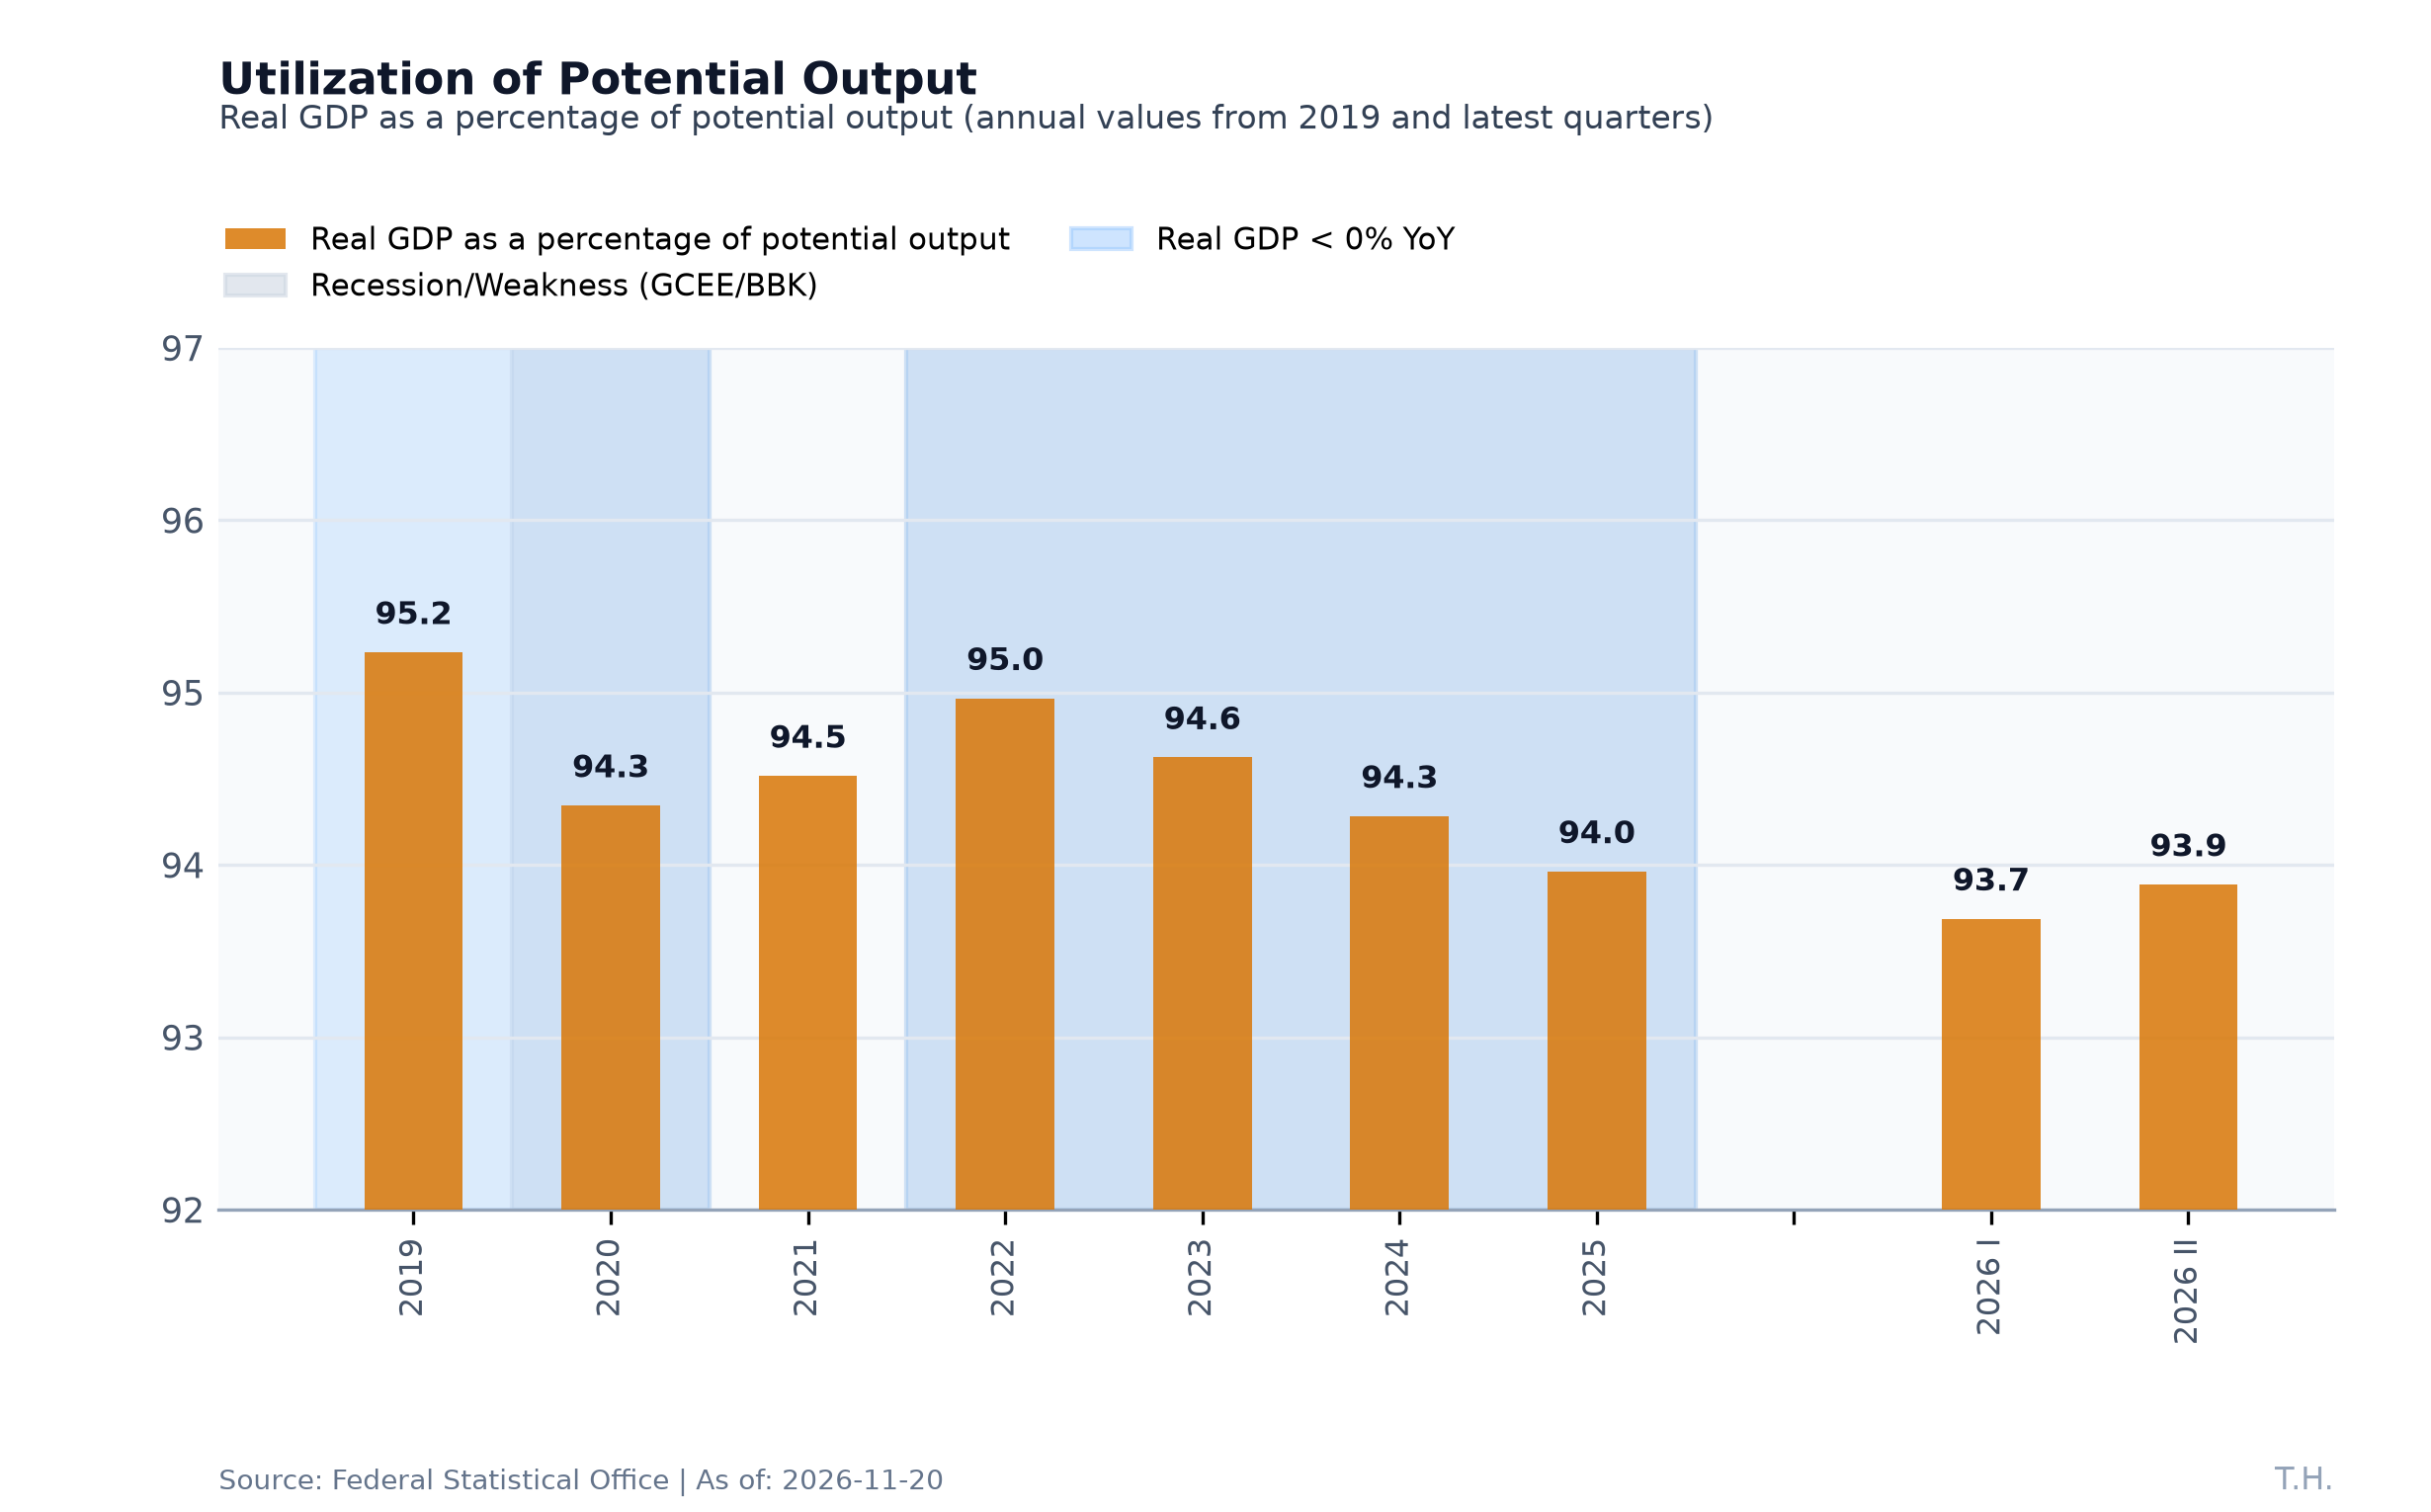 Utilization of Potential Output
Real GDP as a percentage of potential output (annual values from 2019 and latest quarters)
Real GDP as a percentage of potential output
Real GDP < 0% YoY
Recession/Weakness (GCEE/BBK)
97
96
95
94
93
92
95.2
94.3
94.5
95.0
94.6
94.3
94.0
93.7
93.9
2019
2020
2021
2022
2023
2024
2025
2026 I
2026 II
Source: Federal Statistical Office | As of: 2026-11-20
T.H.